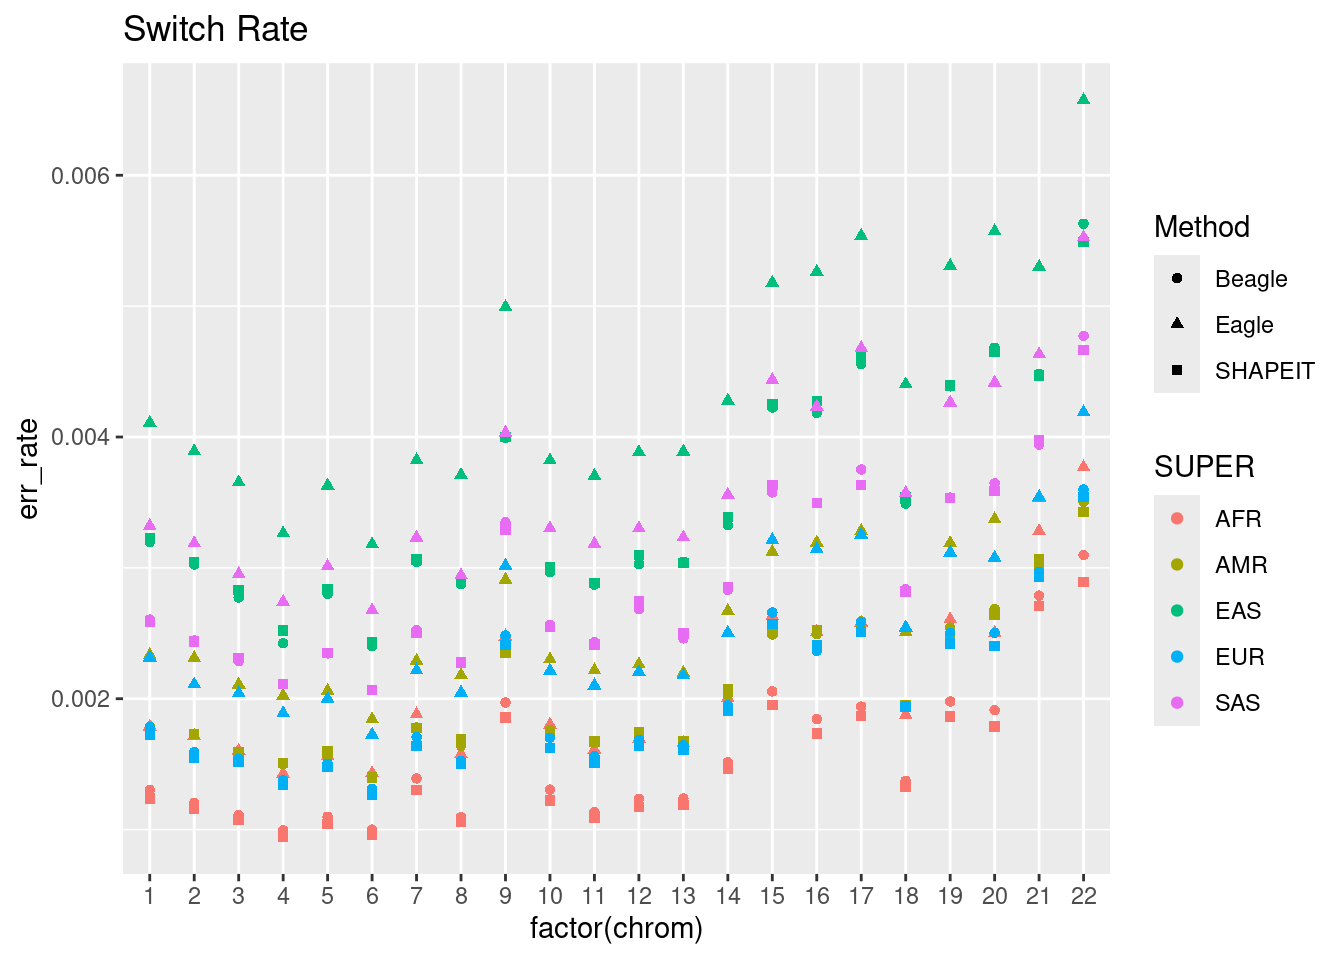 Switch Rate
err_rate
0.006
0.004
0.002
1 2 3 4 5 6 7 8 9 10 11 12 13 14 15 16 17 18 19 20 21 22
factor(chrom)
Method
Beagle
Eagle
SHAPEIT
SUPER
AFR
AMR
EAS
EUR
SAS